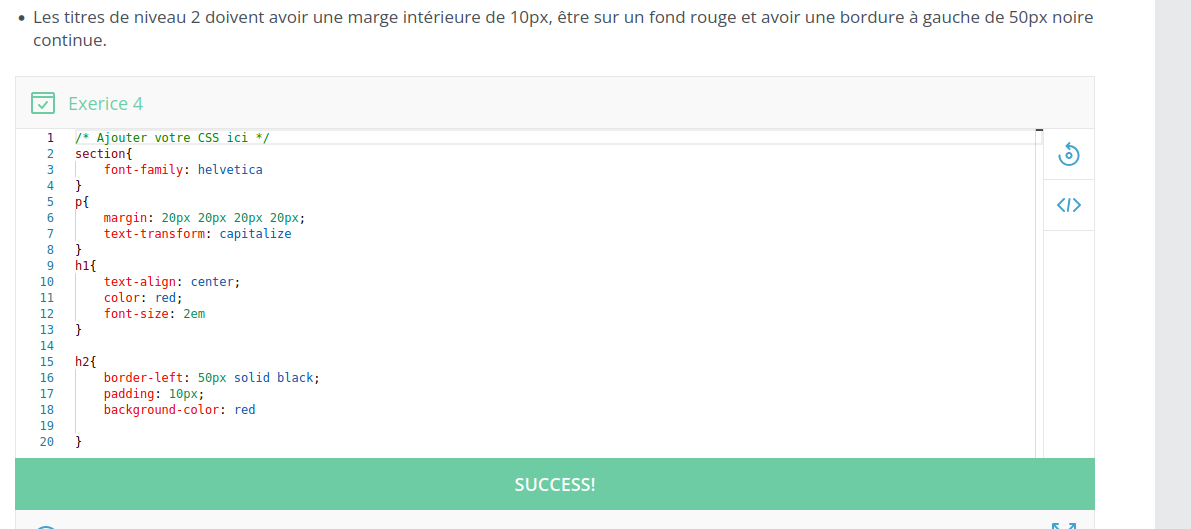 • Les titres de niveau 2 doivent avoir une marge intérieure de 10px, être sur un fond rouge et avoir une bordure à gauche de 50px noire
continue.
Exerice 4
1 /* Ajouter votre CSS ici */
2 section{
3     font-family: helvetica
4 }
5 p{
6     margin: 20px 20px 20px 20px;
7     text-transform: capitalize
8 }
9 h1{
10     text-align: center;
11     color: red;
12     font-size: 2em
13 }
14
15 h2{
16     border-left: 50px solid black;
17     padding: 10px;
18     background-color: red
19
20 }
SUCCESS!